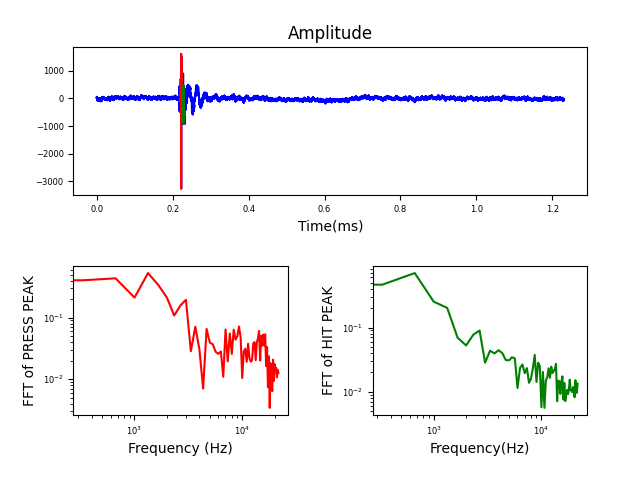 Amplitude
1000
0
−1000
−2000
−3000
0.0 0.2 0.4 0.6 0.8 1.0 1.2
Time(ms)
FFT of PRESS PEAK
10⁻¹
10⁻²
10³ 10⁴
Frequency (Hz)
FFT of HIT PEAK
10⁻¹
10⁻²
10³ 10⁴
Frequency(Hz)